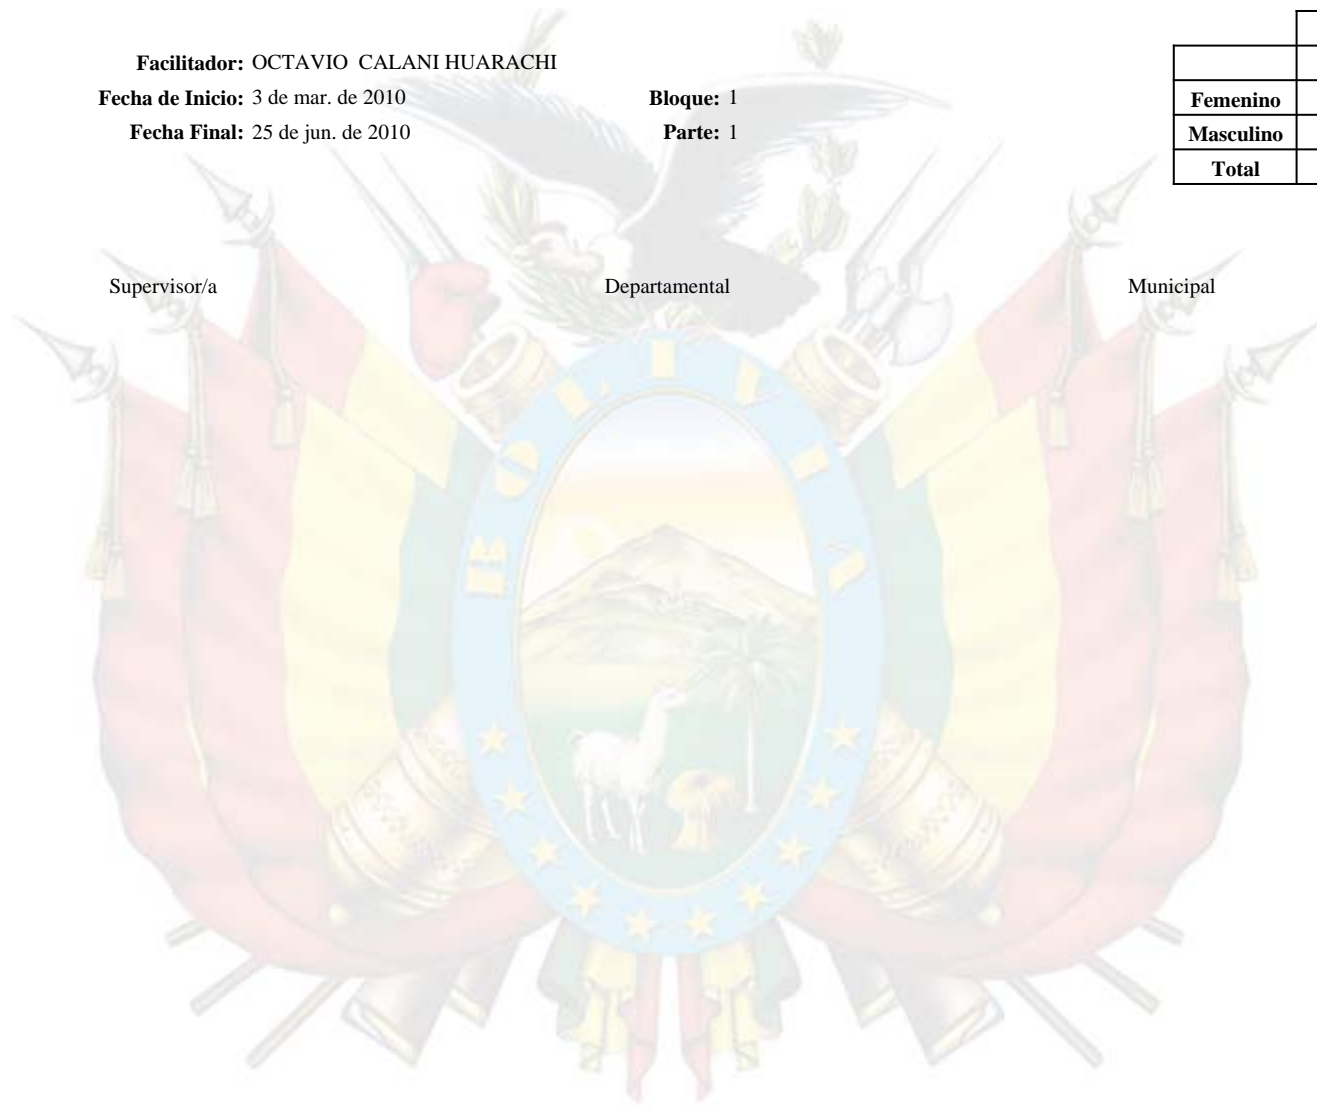 Facilitador: OCTAVIO CALANI HUARACHI
Fecha de Inicio: 3 de mar. de 2010 Bloque: 1
Femenino
Fecha Final: 25 de jun. de 2010 Parte: 1
Masculino
Total
Supervisor/a Departamental Municipal
BOLIVIA